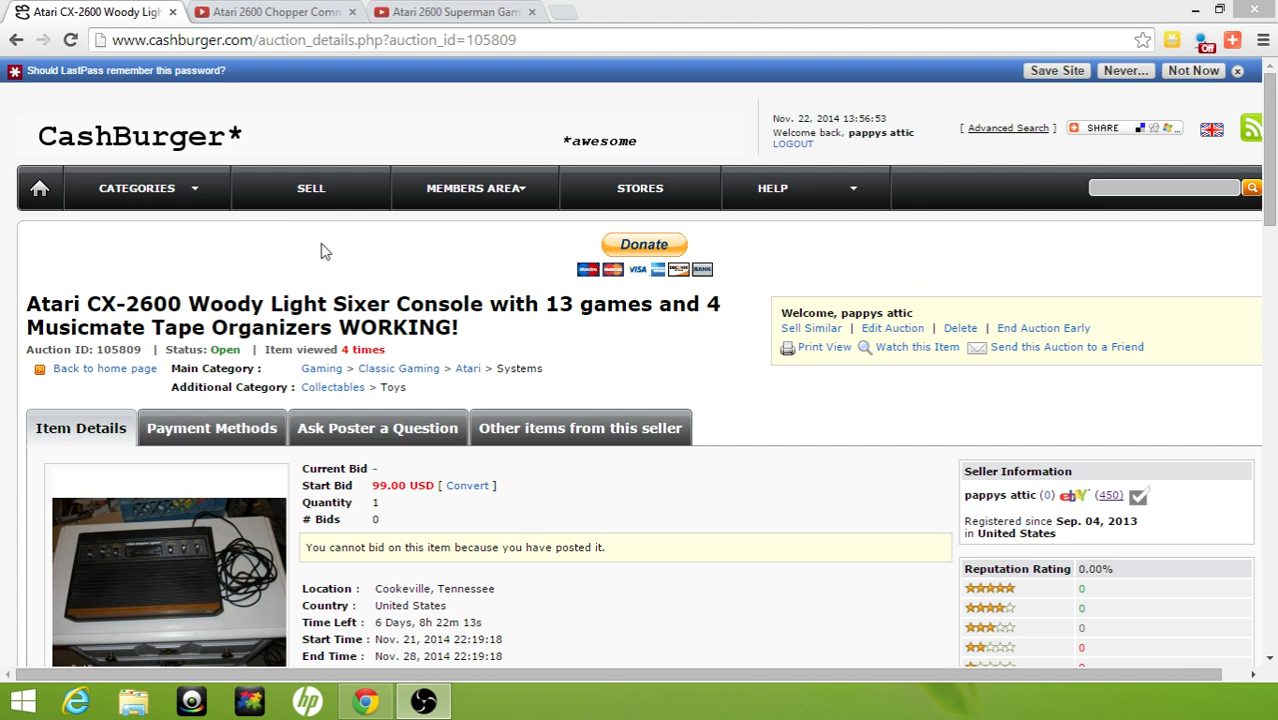 Atari CX-2600 Woody Ligh
Atari 2600 Chopper Comm
Atari 2600 Superman Gam
www.cashburger.com/auction_details.php?auction_id=105809
Off
Should LastPass remember this password?
Save Site
Never...
Not Now
CashBurger*
*awesome
Nov. 22, 2014 13:56:53
Welcome back, pappys attic
LOGOUT
[ Advanced Search ]
SHARE
CATEGORIES
SELL
MEMBERS AREA
STORES
HELP
Donate
VISA
BANK
Atari CX-2600 Woody Light Sixer Console with 13 games and 4
Musicmate Tape Organizers WORKING!
Auction ID: 105809 | Status: Open | Item viewed 4 times
Back to home page
Main Category : Gaming > Classic Gaming > Atari > Systems
Additional Category : Collectables > Toys
Welcome, pappys attic
Sell Similar | Edit Auction | Delete | End Auction Early
Print View Watch this Item Send this Auction to a Friend
Item Details
Payment Methods
Ask Poster a Question
Other items from this seller
Current Bid -
Start Bid 99.00 USD [ Convert ]
Quantity 1
# Bids 0
You cannot bid on this item because you have posted it.
Location : Cookeville, Tennessee
Country : United States
Time Left : 6 Days, 8h 22m 13s
Start Time : Nov. 21, 2014 22:19:18
End Time : Nov. 28, 2014 22:19:18
Seller Information
pappys attic (0) ebY (450)
Registered since Sep. 04, 2013
in United States
Reputation Rating 0.00%
0
0
0
0
0
hp